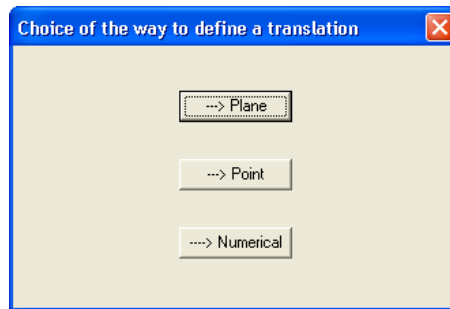 Choice of the way to define a translation
---> Plane
---> Point
----> Numerical